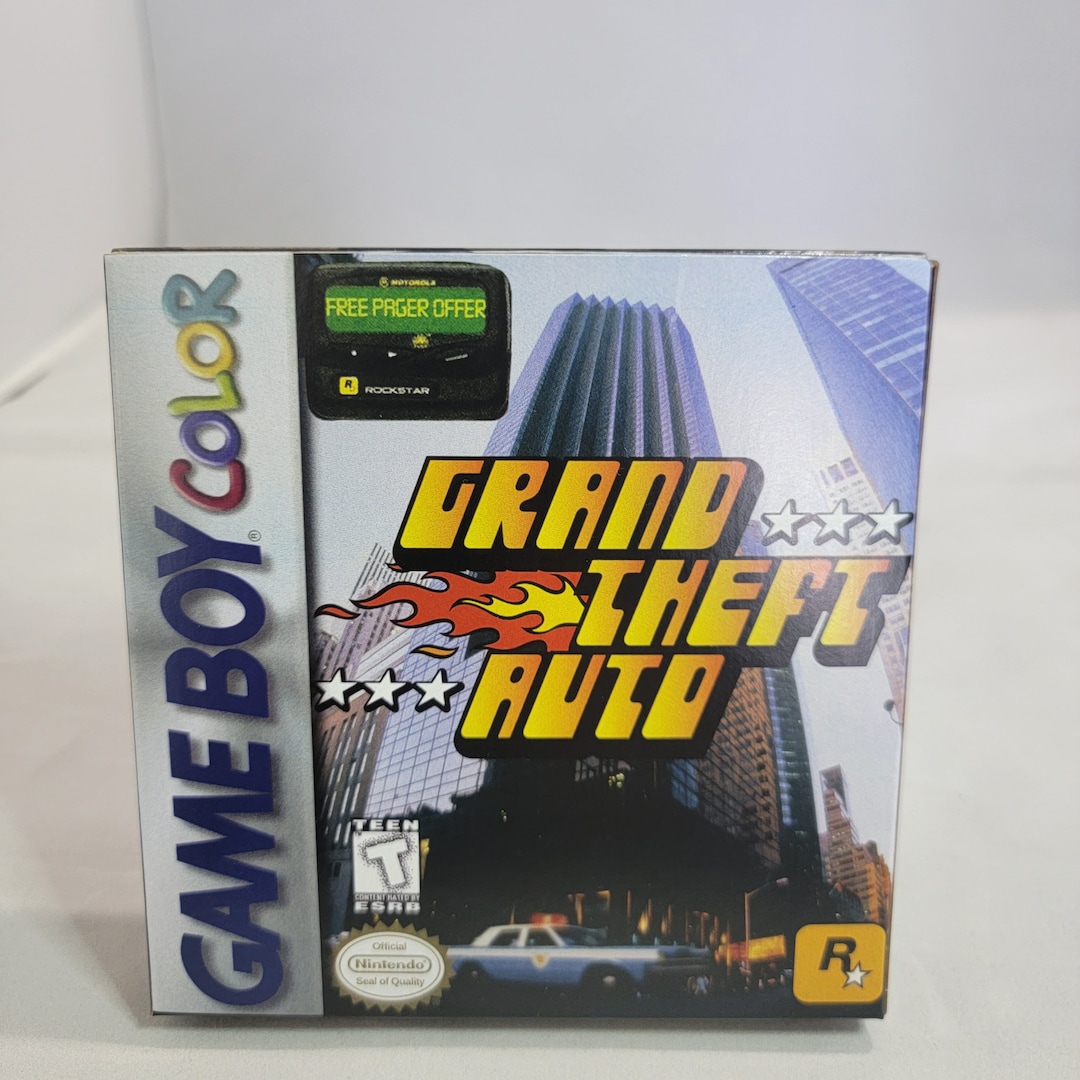 GAME BOY COLOR
®
MOTOROLA
FREE PAGER OFFER
R ROCKSTAR
GRAND
THEFT
AUTO
TEEN
T
CONTENT RATED BY
ESRB
Official
Nintendo®
Seal of Quality
R